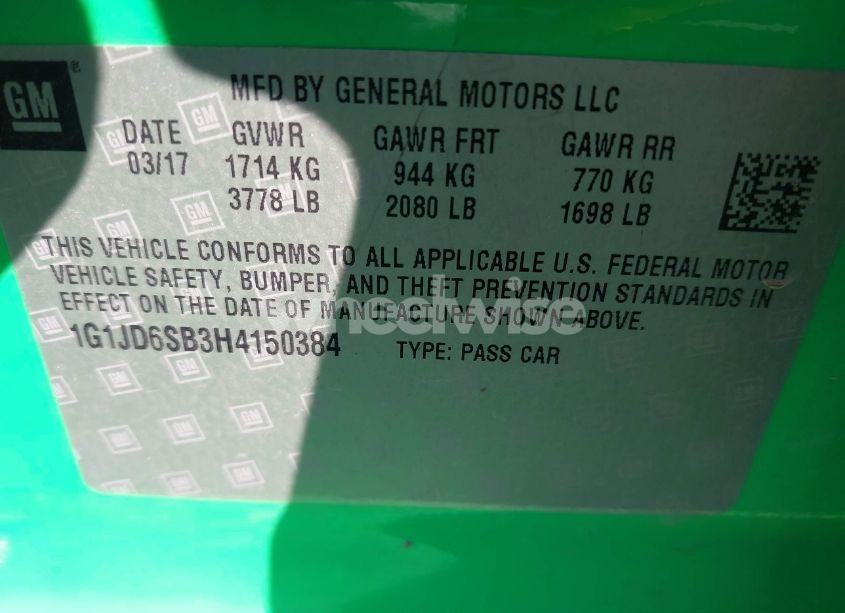 GM
MFD BY GENERAL MOTORS LLC
DATE GVWR GAWR FRT GAWR RR
03/17 1714 KG 944 KG 770 KG
3778 LB 2080 LB 1698 LB
THIS VEHICLE CONFORMS TO ALL APPLICABLE U.S. FEDERAL MOTOR
VEHICLE SAFETY, BUMPER, AND THEFT PREVENTION STANDARDS IN
EFFECT ON THE DATE OF MANUFACTURE SHOWN ABOVE.
1G1JD6SB3H4150384 TYPE: PASS CAR